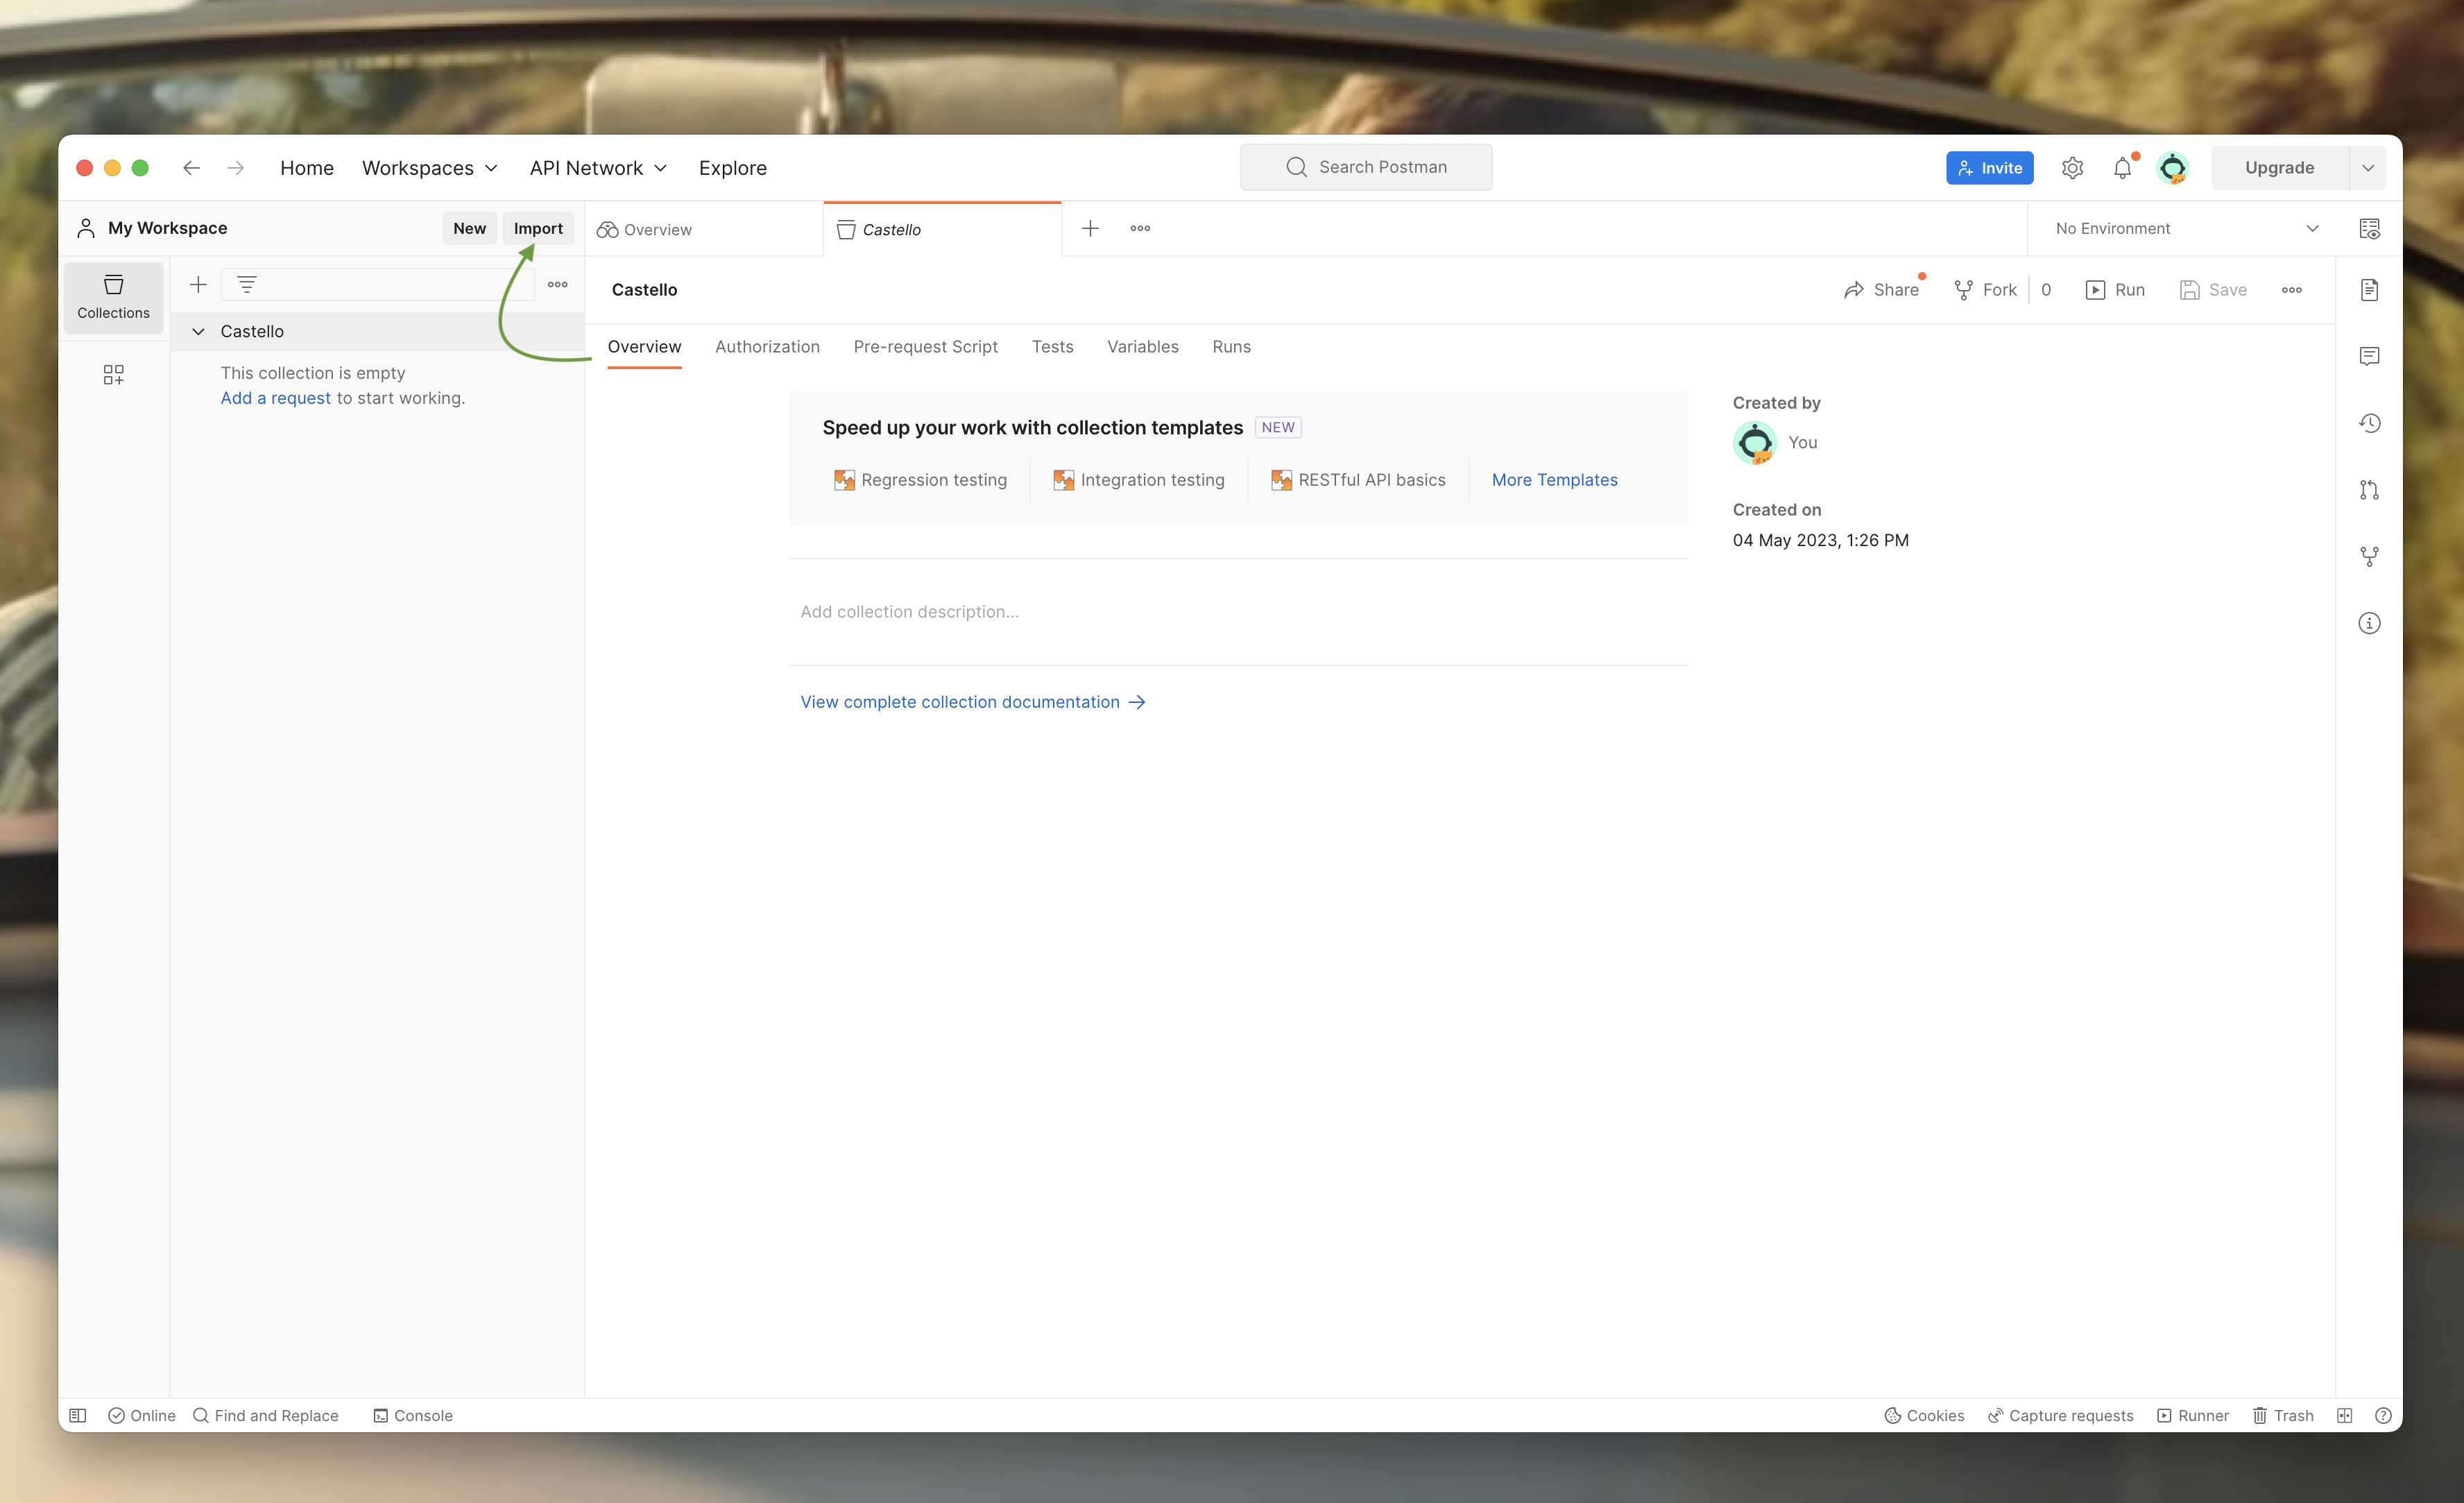 Home Workspaces API Network Explore Search Postman Invite Upgrade
My Workspace New Import Overview Castello No Environment
Collections
Castello
This collection is empty
Add a request to start working.
Castello Share Fork 0 Run Save
Overview Authorization Pre-request Script Tests Variables Runs
Speed up your work with collection templates NEW
Regression testing Integration testing RESTful API basics More Templates
Add collection description...
View complete collection documentation →
Created by
You
Created on
04 May 2023, 1:26 PM
Online Find and Replace Console Cookies Capture requests Runner Trash